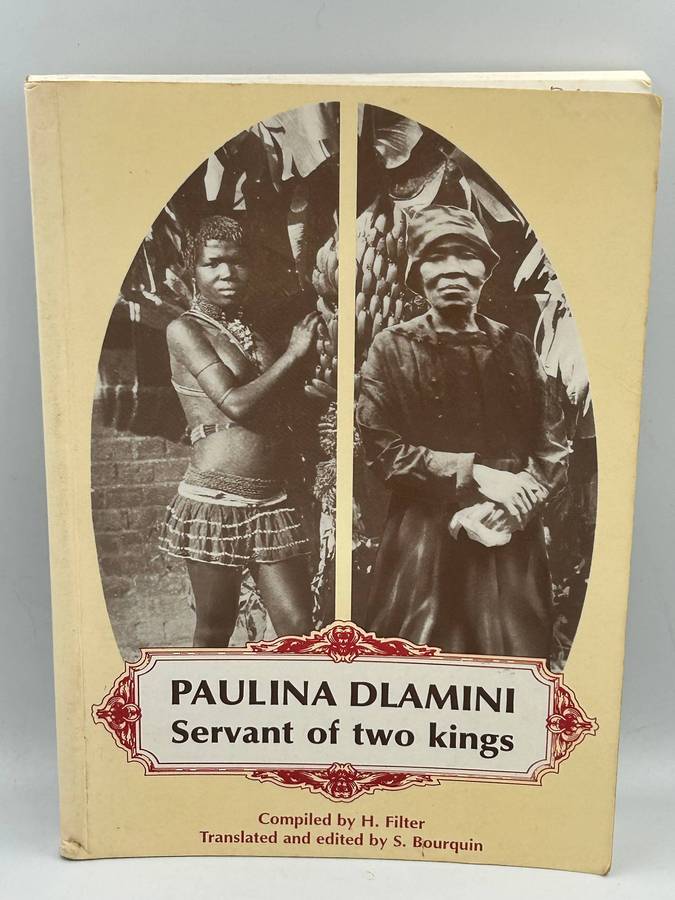 PAULINA DLAMINI
Servant of two kings
Compiled by H. Filter
Translated and edited by S. Bourquin